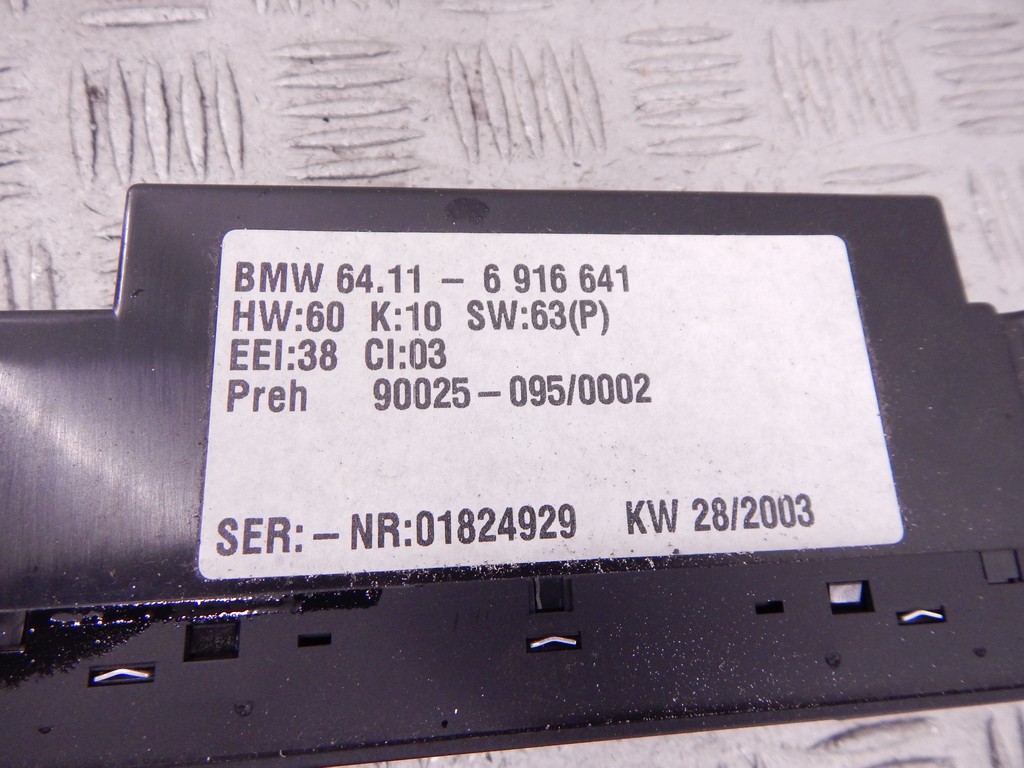 BMW 64.11 – 6 916 641
HW:60 K:10 SW:63(P)
EEI:38 CI:03
Preh 90025 – 095/0002
SER: – NR:01824929 KW 28/2003